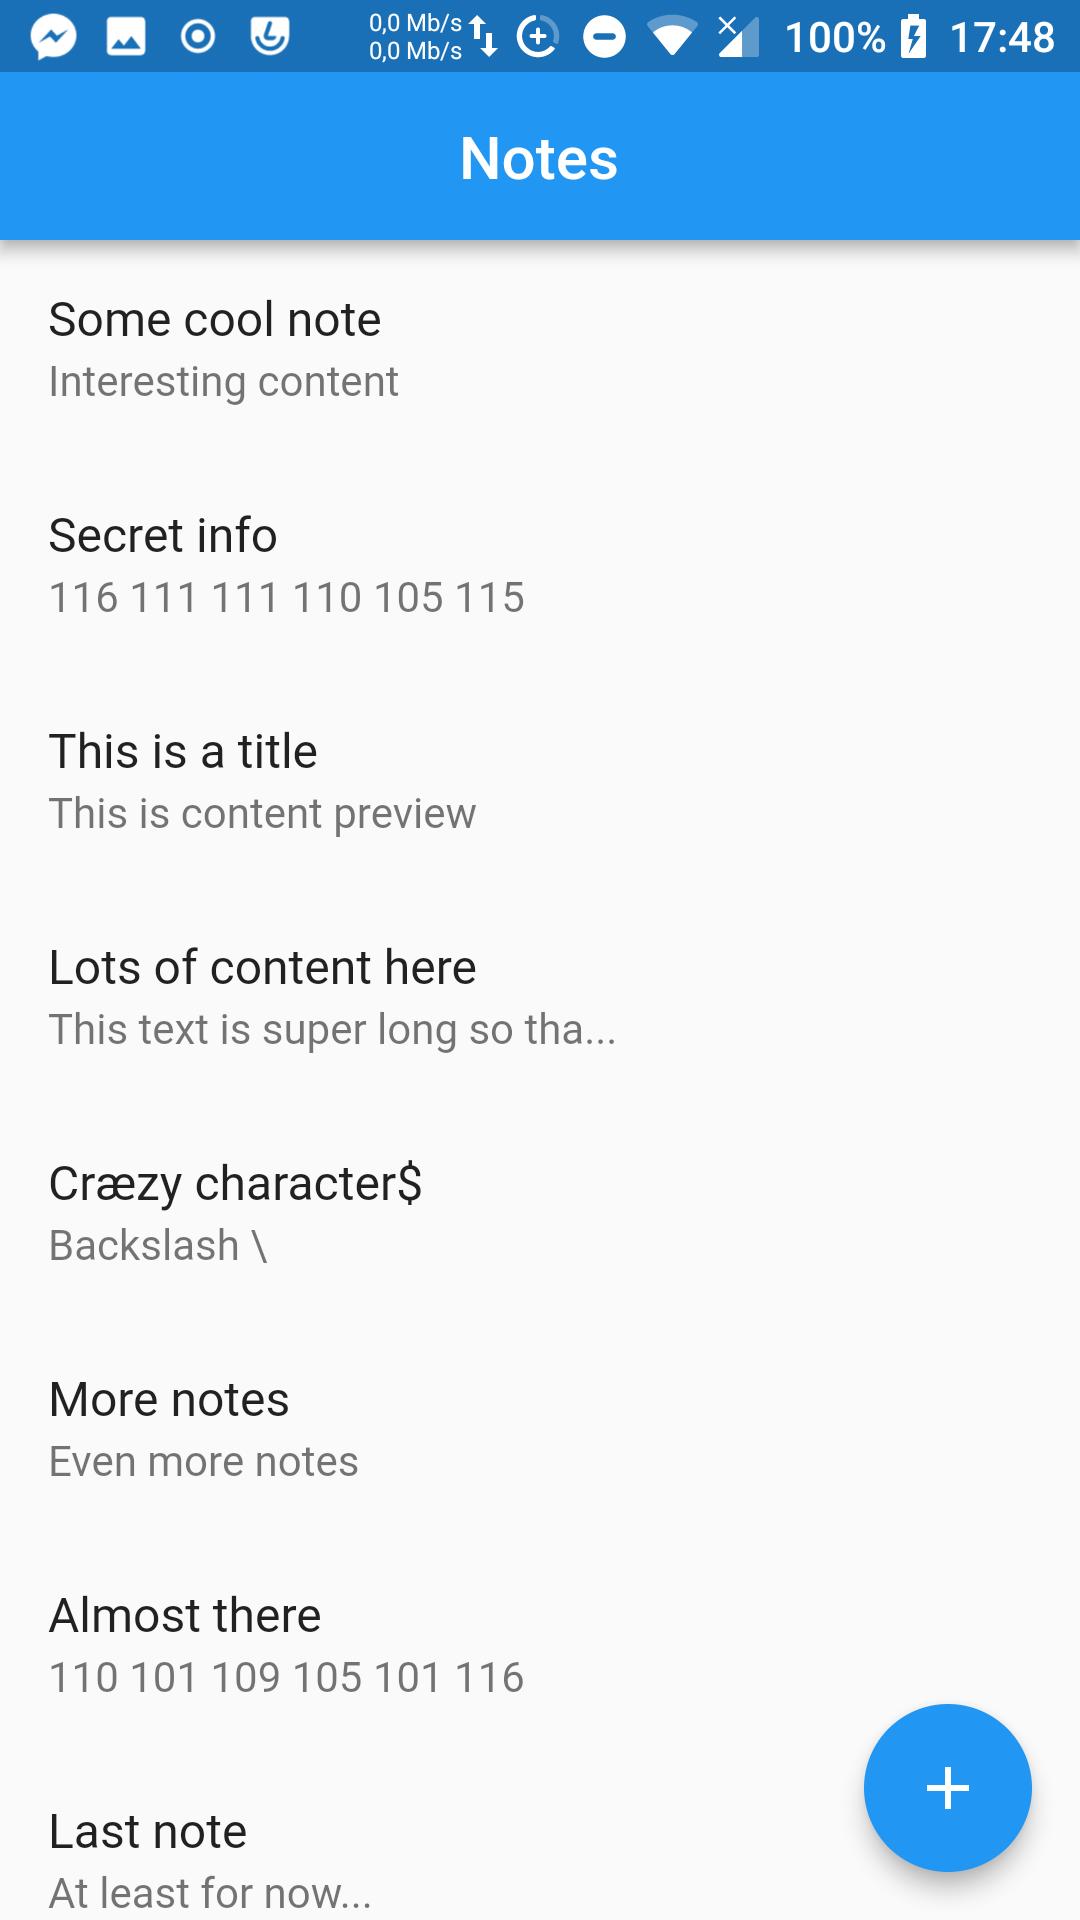 0,0 Mb/s
0,0 Mb/s
100% 17:48
Notes
Some cool note
Interesting content
Secret info
116 111 111 110 105 115
This is a title
This is content preview
Lots of content here
This text is super long so tha...
Cræzy character$
Backslash \
More notes
Even more notes
Almost there
110 101 109 105 101 116
Last note
At least for now...